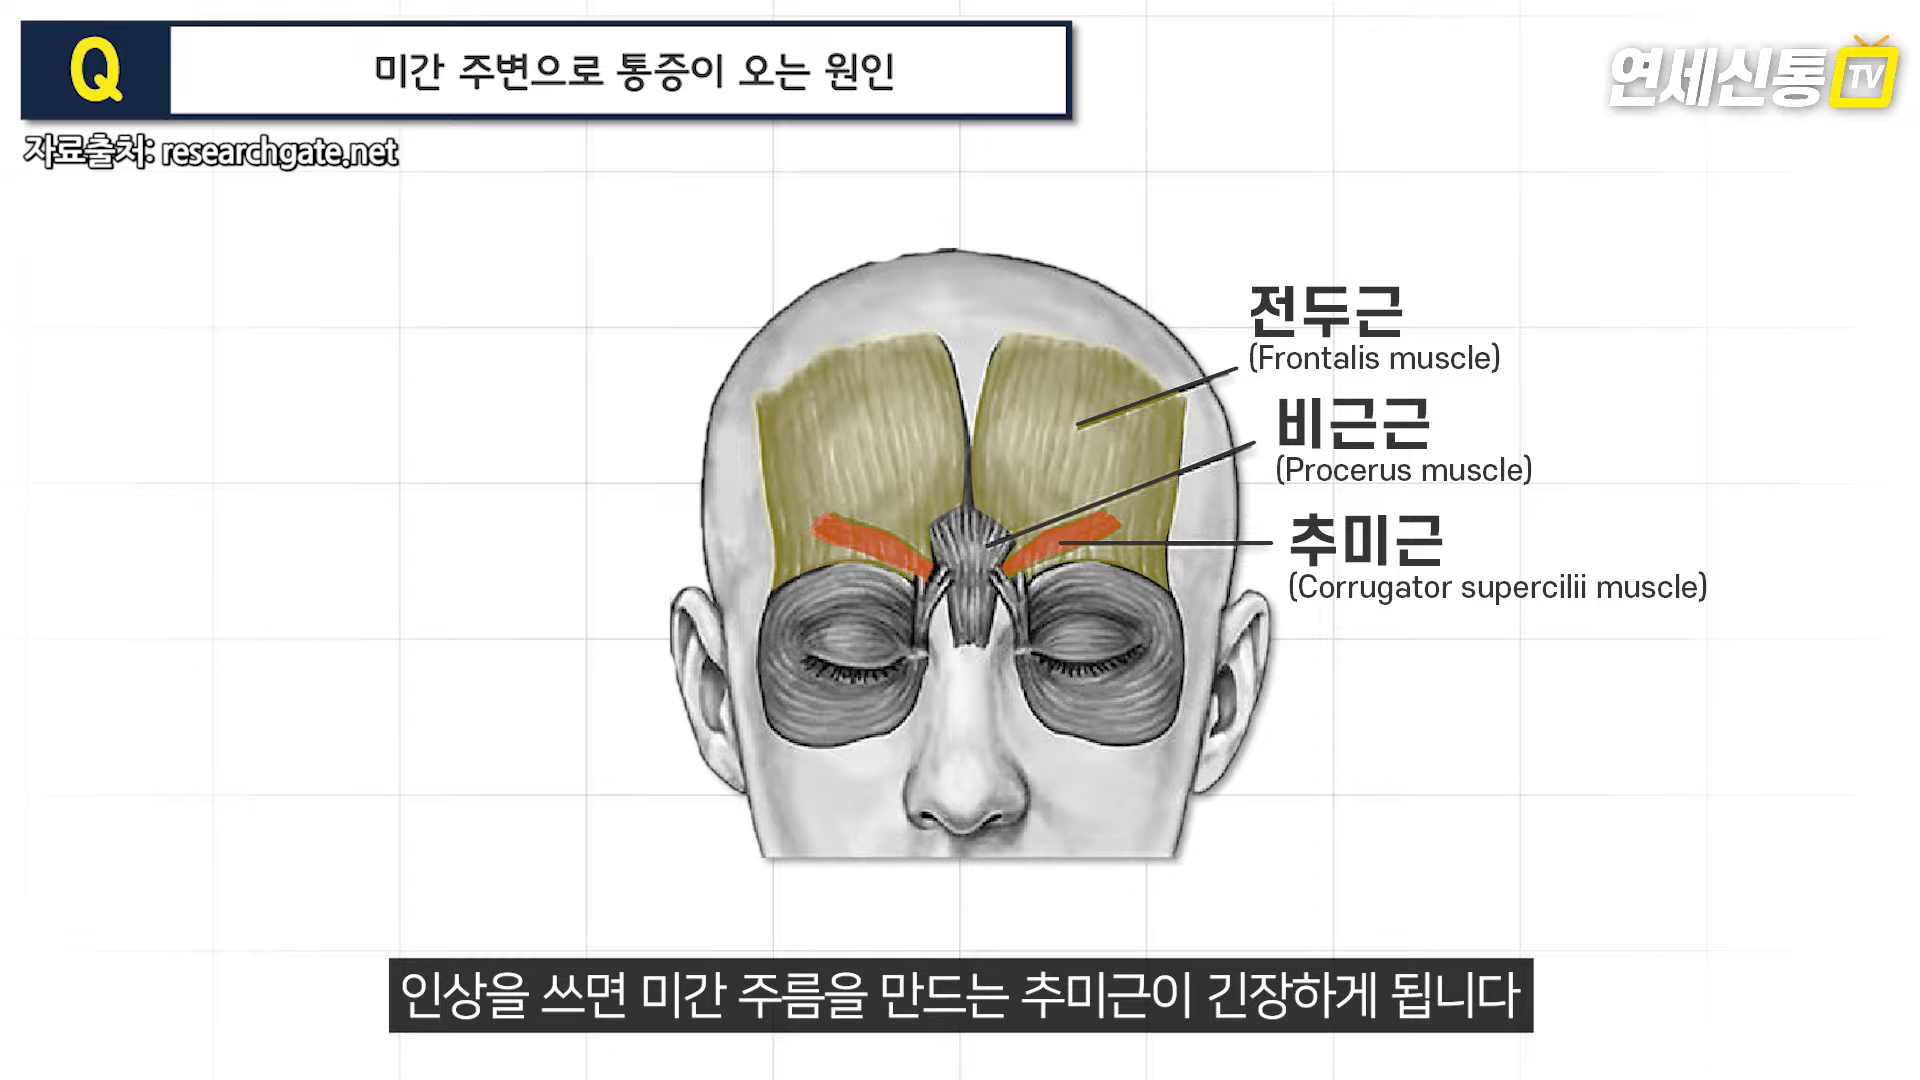 Q
미간 주변으로 통증이 오는 원인
연세신통 TV
자료출처: researchgate.net
전두근
(Frontalis muscle)
비근근
(Procerus muscle)
추미근
(Corrugator supercilii muscle)
인상을 쓰면 미간 주름을 만드는 추미근이 긴장하게 됩니다